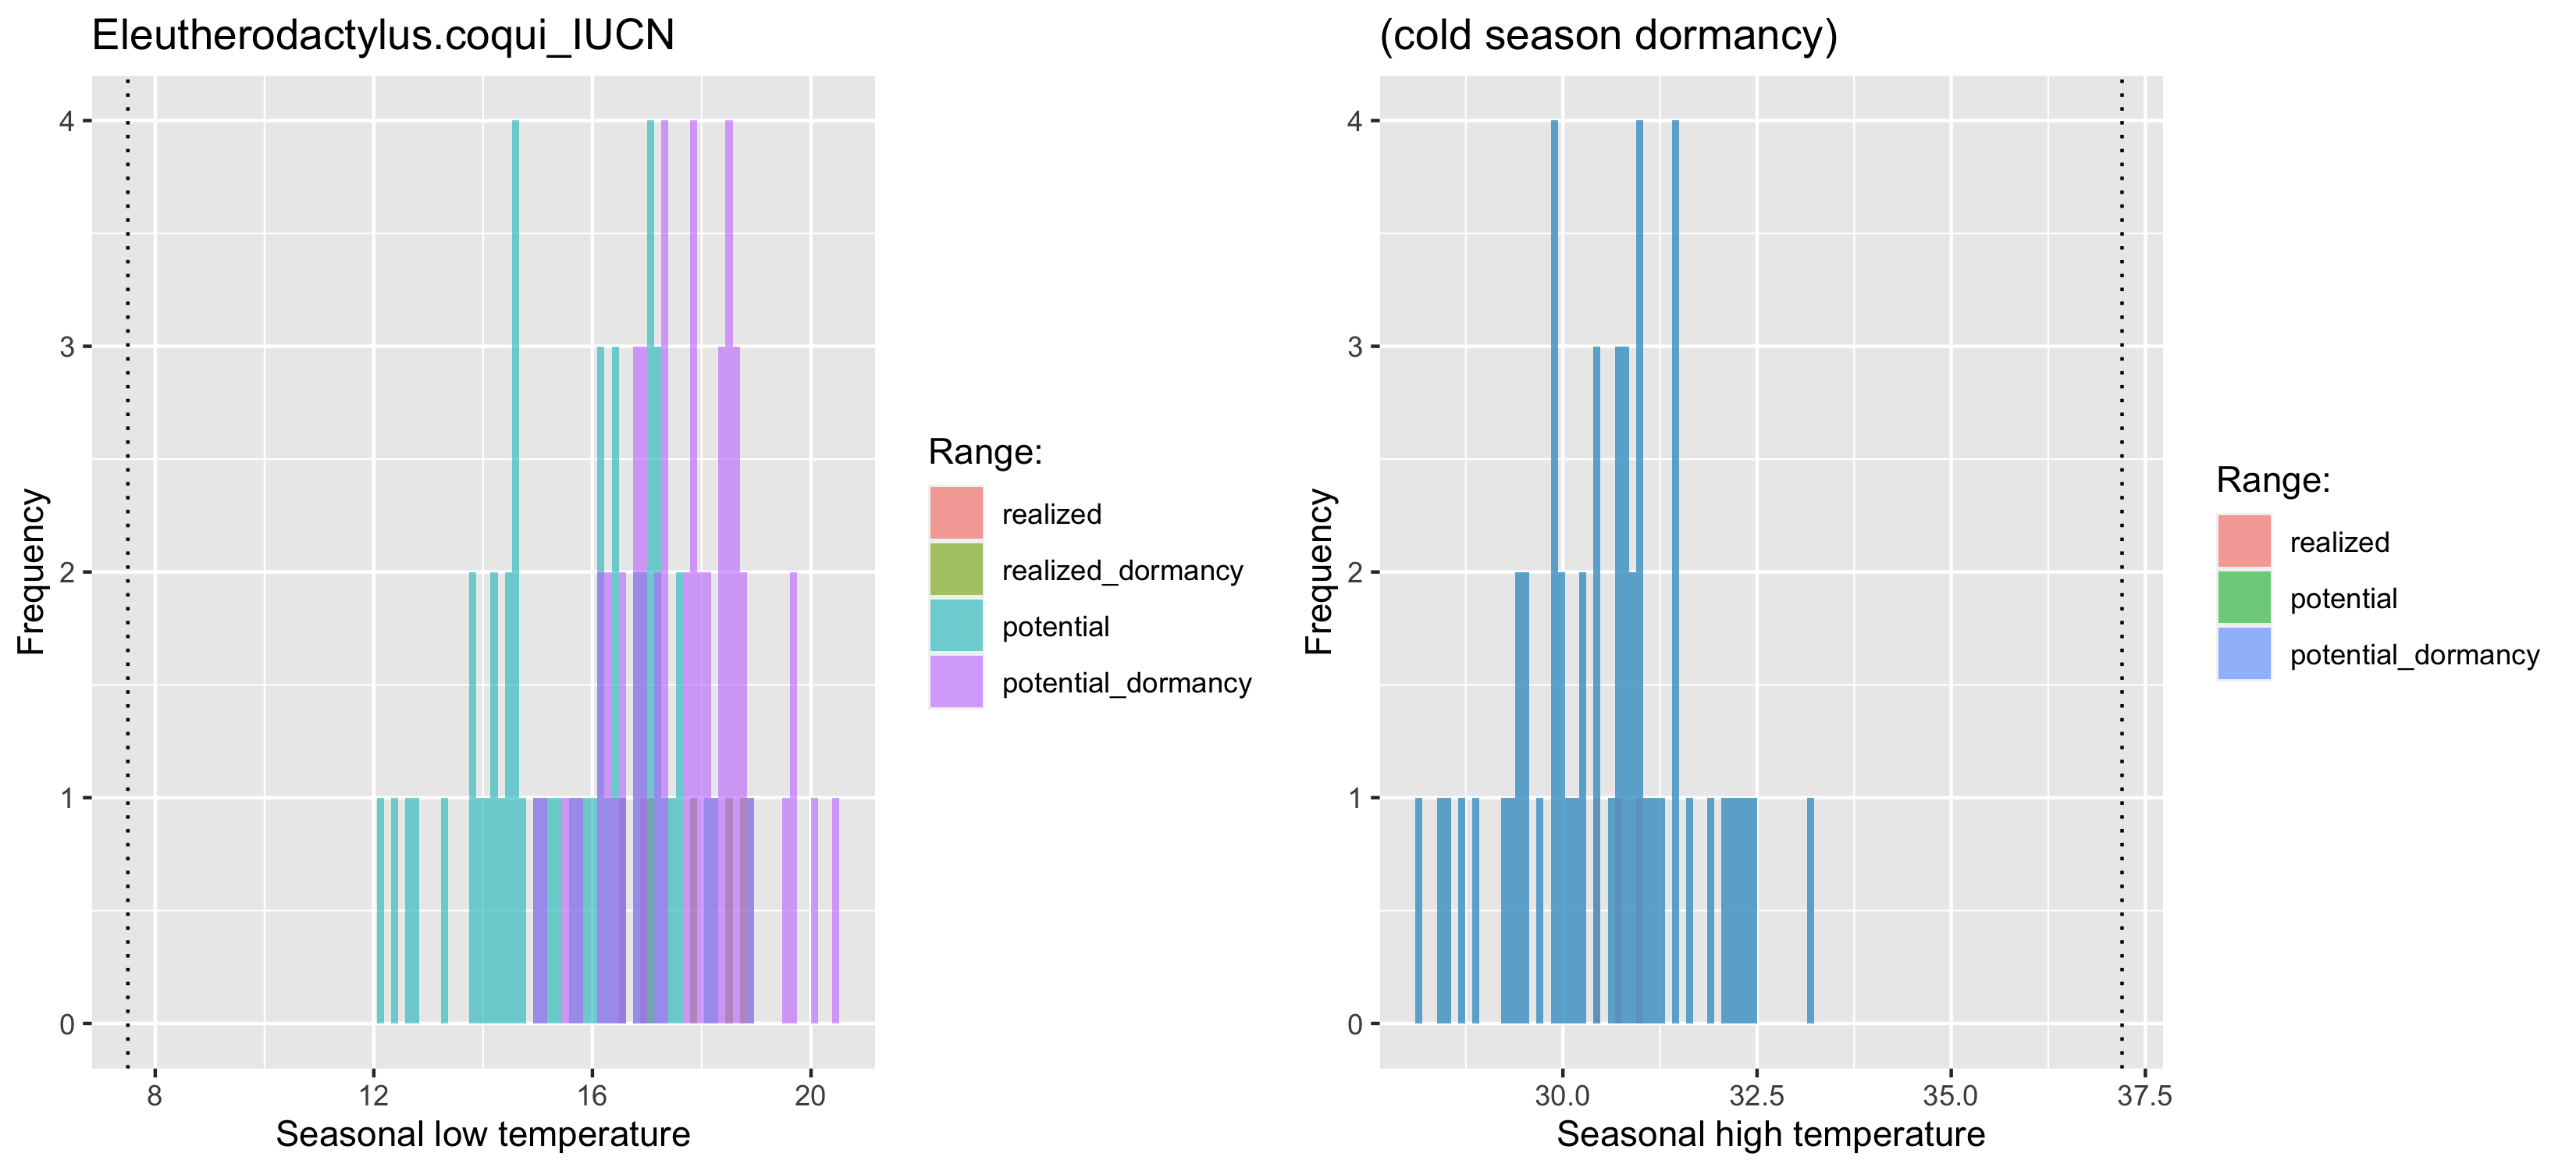 Eleutherodactylus.coqui_IUCN
Frequency
4
3
2
1
0
8
12
16
20
Seasonal low temperature
Range:
realized
realized_dormancy
potential
potential_dormancy
(cold season dormancy)
Frequency
4
3
2
1
0
30.0
32.5
35.0
37.5
Seasonal high temperature
Range:
realized
potential
potential_dormancy